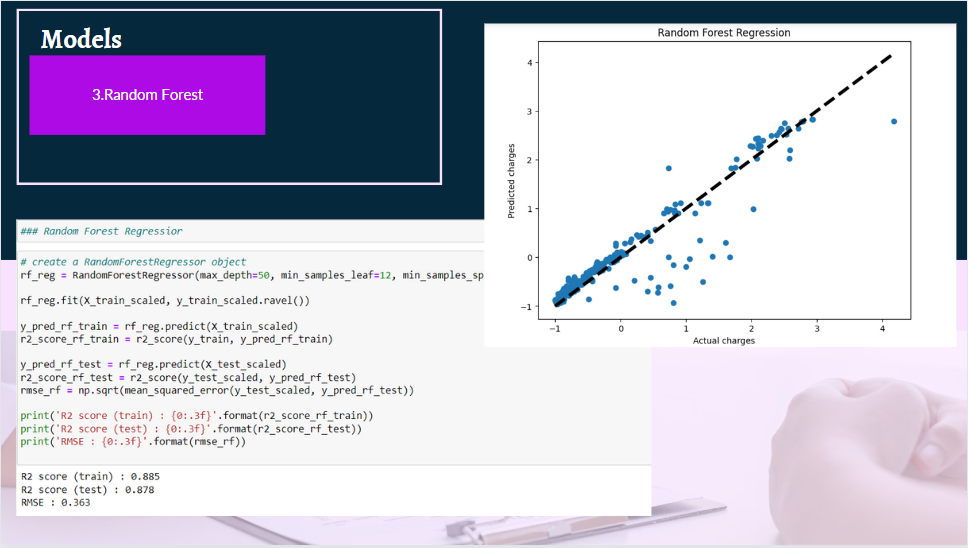 Models
3.Random Forest
### Random Forest Regressior
# create a RandomForestRegressor object
rf_reg = RandomForestRegressor(max_depth=50, min_samples_leaf=12, min_samples_sp
rf_reg.fit(X_train_scaled, y_train_scaled.ravel())
y_pred_rf_train = rf_reg.predict(X_train_scaled)
r2_score_rf_train = r2_score(y_train, y_pred_rf_train)
y_pred_rf_test = rf_reg.predict(X_test_scaled)
r2_score_rf_test = r2_score(y_test_scaled, y_pred_rf_test)
rmse_rf = np.sqrt(mean_squared_error(y_test_scaled, y_pred_rf_test))
print('R2 score (train) : {0:.3f}'.format(r2_score_rf_train))
print('R2 score (test) : {0:.3f}'.format(r2_score_rf_test))
print('RMSE : {0:.3f}'.format(rmse_rf))
R2 score (train) : 0.885
R2 score (test) : 0.878
RMSE : 0.363
Random Forest Regression
Predicted charges
4
3
2
1
0
−1
−1 0 1 2 3 4
Actual charges